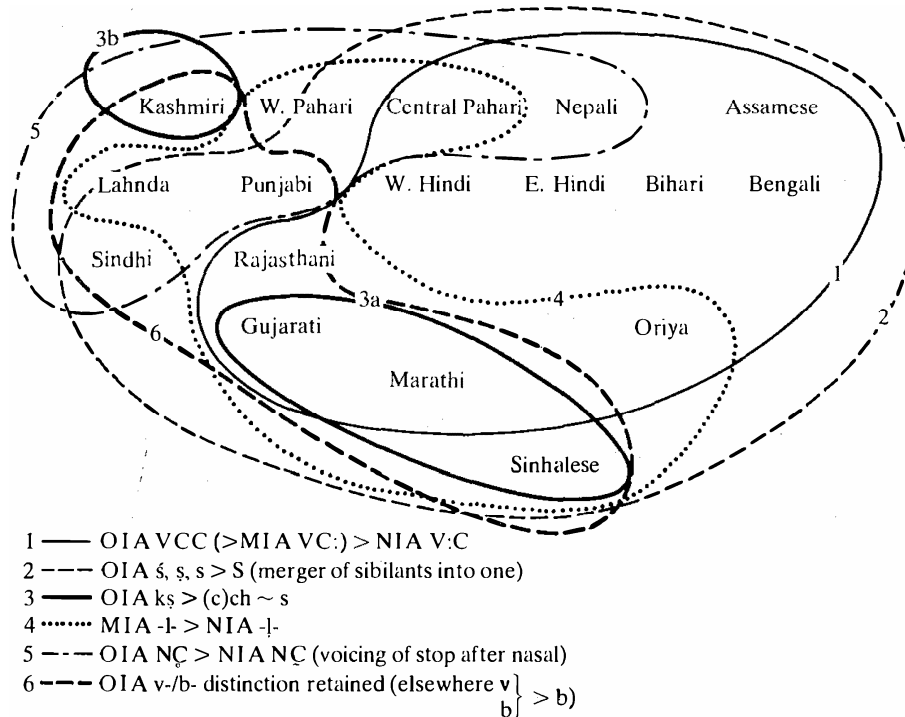 3b
Kashmiri W. Pahari Central Pahari Nepali Assamese
5
Lahnda Punjabi W. Hindi E. Hindi Bihari Bengali
Sindhi Rajasthani 1
3a 4
Gujarati Oriya 2
6
Marathi
Sinhalese
1 OIA VCC (>MIA VC:) > NIA V:C
2 OIA ś, ṣ, s > S (merger of sibilants into one)
3 OIA kṣ > (c)ch ~ s
4 MIA -l- > NIA -ḷ-
5 OIA NC̥ > NIA NC̬ (voicing of stop after nasal)
6 OIA v-/b- distinction retained (elsewhere v
b} > b)